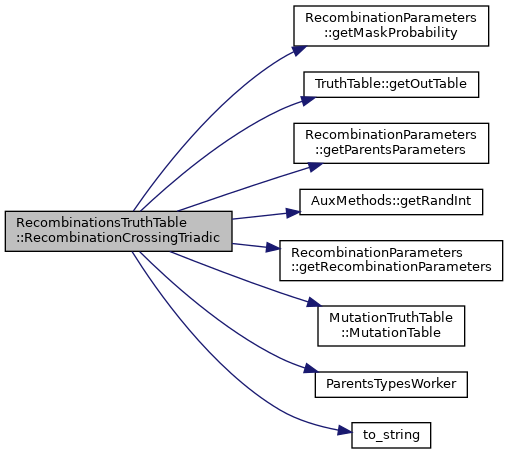 RecombinationParameters
::getMaskProbability
TruthTable::getOutTable
RecombinationParameters
::getParentsParameters
RecombinationsTruthTable
::RecombinationCrossingTriadic
AuxMethods::getRandInt
RecombinationParameters
::getRecombinationParameters
MutationTruthTable
::MutationTable
ParentsTypesWorker
to_string